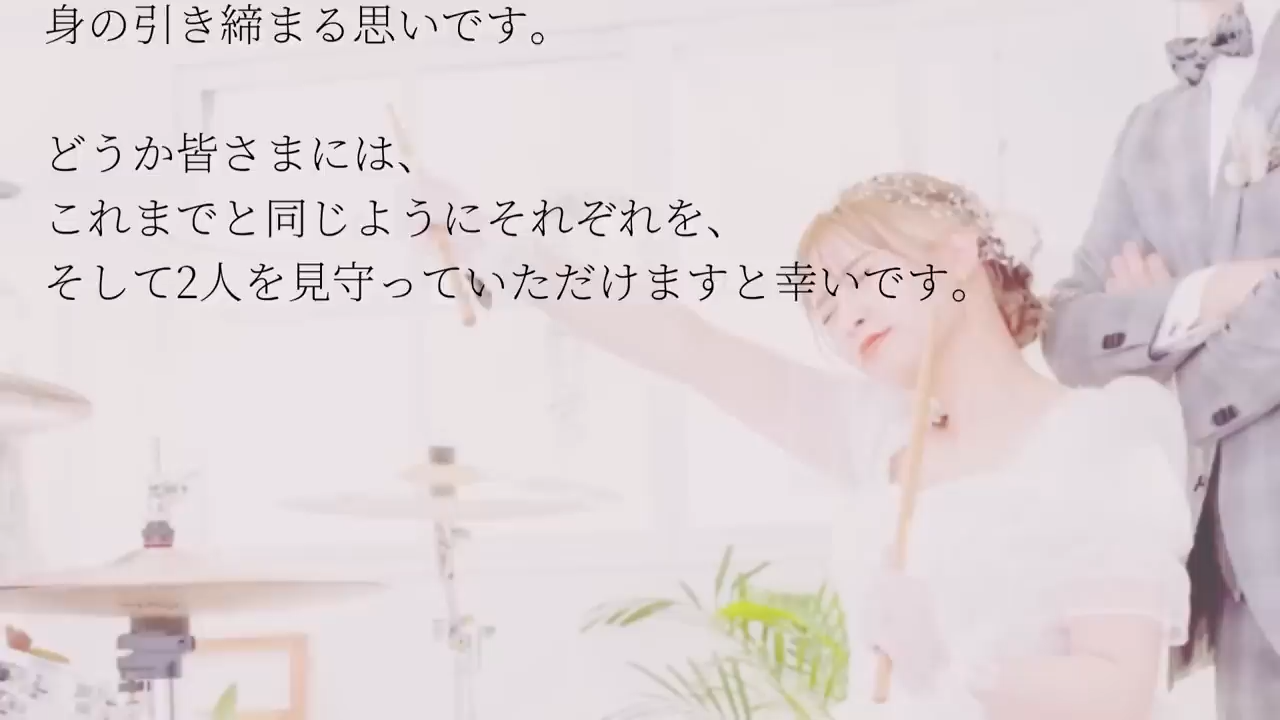 身の引き締まる思いです。
どうか皆さまには、
これまでと同じようにそれぞれを、
そして2人を見守っていただけますと幸いです。